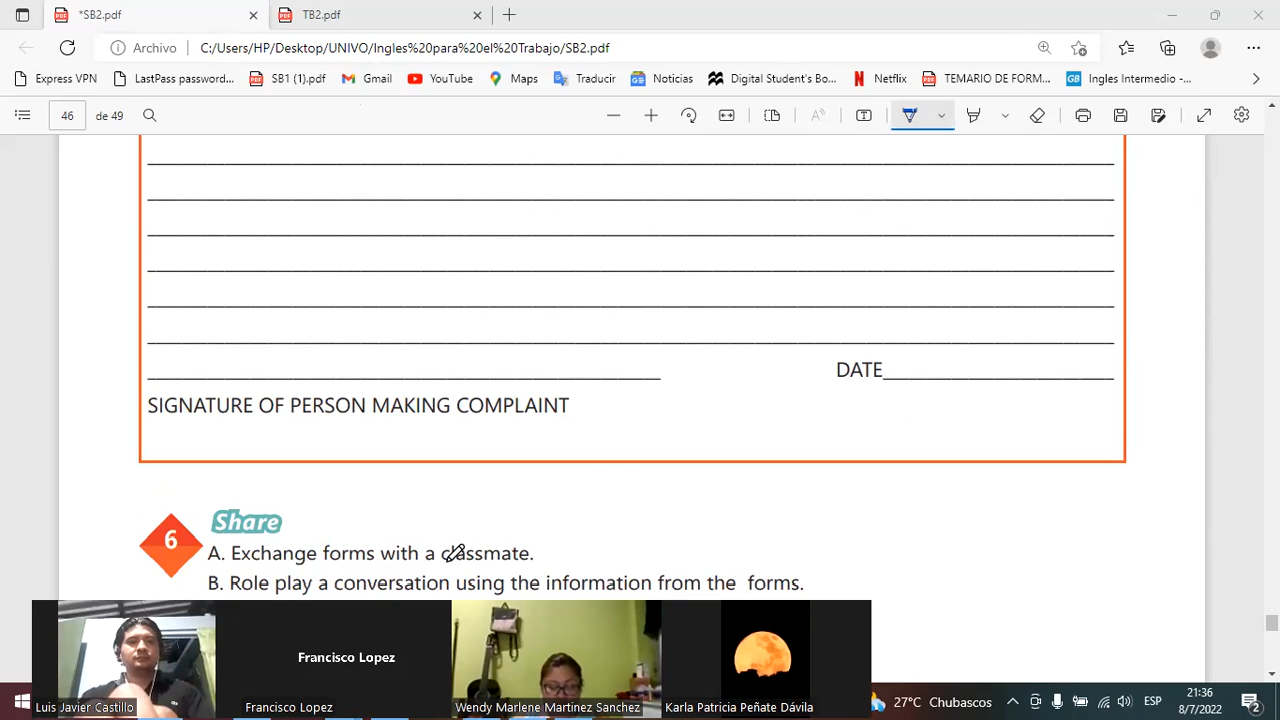 *SB2.pdf
TB2.pdf
Archivo
C:/Users/HP/Desktop/UNIVO/Ingles%20para%20el%20Trabajo/SB2.pdf
Express VPN
LastPass password...
SB1 (1).pdf
Gmail
YouTube
Maps
Traducir
Noticias
Digital Student's Bo...
Netflix
TEMARIO DE FORM...
Ingles Intermedio -...
46 de 49
DATE
SIGNATURE OF PERSON MAKING COMPLAINT
6
Share
A. Exchange forms with a classmate.
B. Role play a conversation using the information from the forms.
Francisco Lopez
Luis Javier Castillo
Francisco Lopez
Wendy Marlene Martinez Sanchez
Karla Patricia Peñate Dávila
27°C Chubascos
ESP
21:36
8/7/2022
2